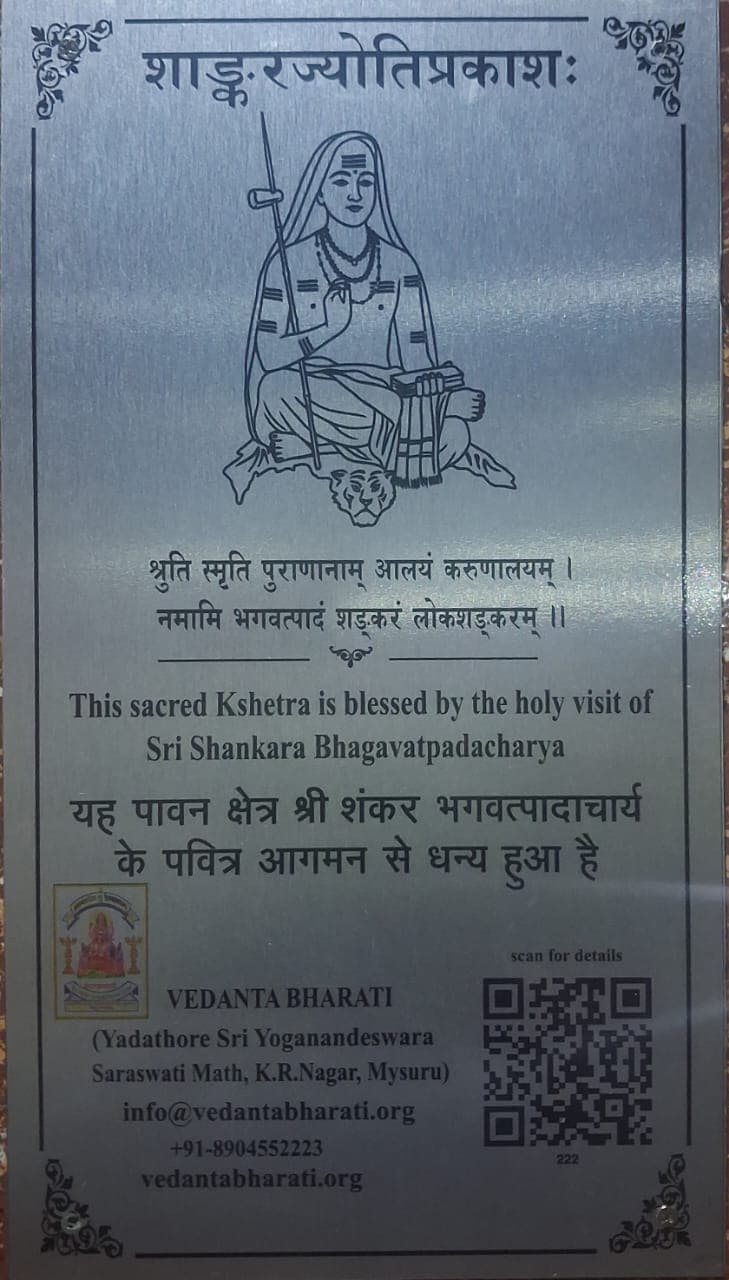 शाङ्करज्योतिप्रकाशः
श्रुति स्मृति पुराणानाम् आलयं करुणालयम् ।
नमामि भगवत्पादं शङ्करं लोकशङ्करम् ।।
This sacred Kshetra is blessed by the holy visit of
Sri Shankara Bhagavatpadacharya
यह पावन क्षेत्र श्री शंकर भगवत्पादाचार्य
के पवित्र आगमन से धन्य हुआ है
scan for details
VEDANTA BHARATI
(Yadathore Sri Yoganandeswara
Saraswati Math, K.R.Nagar, Mysuru)
info@vedantabharati.org
+91-8904552223
vedantabharati.org
222